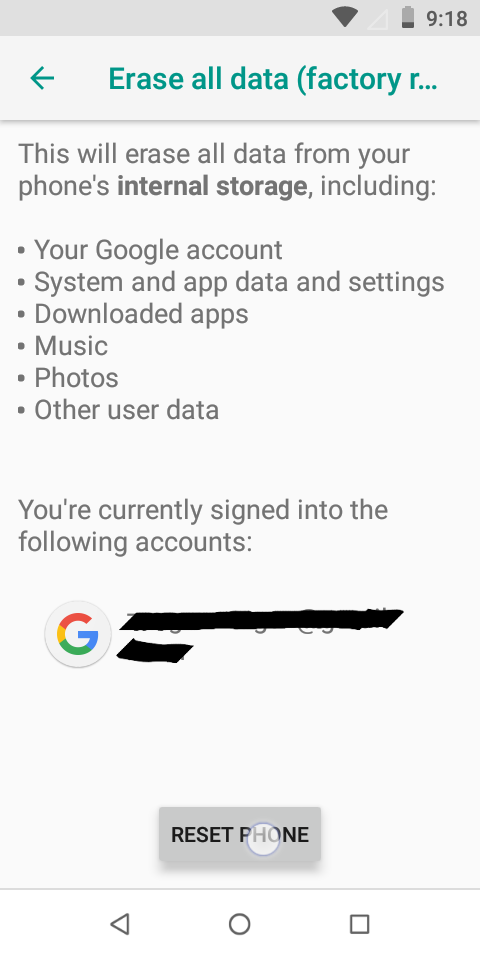 9:18
Erase all data (factory r...
This will erase all data from your
phone's internal storage, including:
• Your Google account
• System and app data and settings
• Downloaded apps
• Music
• Photos
• Other user data
You're currently signed into the
following accounts:
RESET PHONE